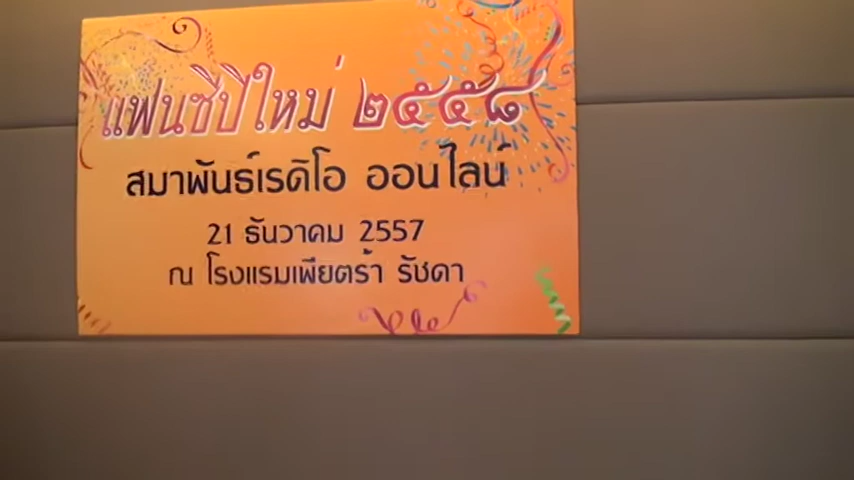 แฟนซีปีใหม่ ๒๕๕๘
สมาพันธ์เรดิโอ ออนไลน์
21 ธันวาคม 2557
ณ โรงแรมเพียตร้า รัชดา